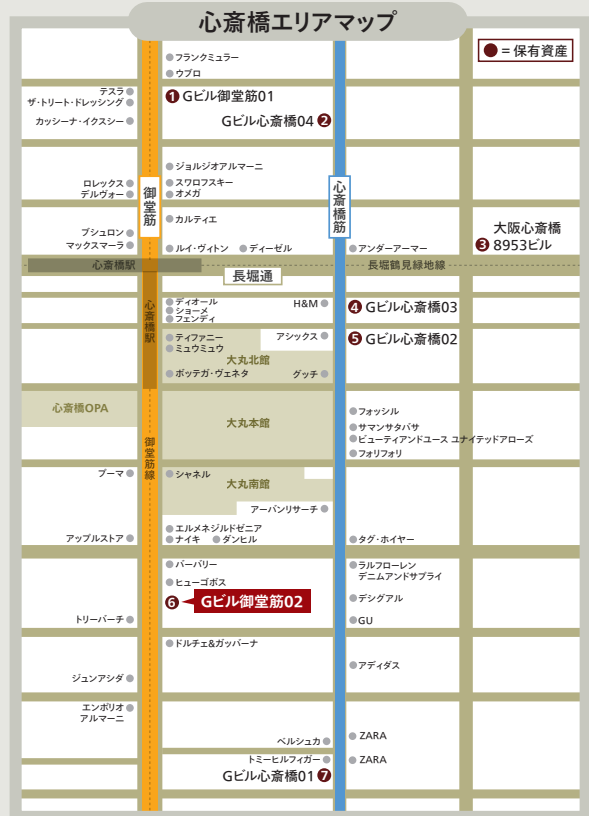 心斎橋エリアマップ
● = 保有資産
フランクミュラー
ウブロ
テスラ
ザ・トリート・ドレッシング
カッシーナ・イクスシー
1 Gビル御堂筋01
Gビル心斎橋04 2
ジョルジオアルマーニ
ロレックス
デルヴォー
スワロフスキー
オメガ
御堂筋
心斎橋筋
カルティエ
ブシュロン
マックスマーラ
ルイ・ヴィトン
ディーゼル
アンダーアーマー
大阪心斎橋
3 8953ビル
心斎橋駅
長堀鶴見緑地線
長堀通
心斎橋駅
ディオール
ショーメ
フェンディ
H&M
4 Gビル心斎橋03
ティファニー
ミュウミュウ
アシックス
5 Gビル心斎橋02
大丸北館
ボッテガ・ヴェネタ
グッチ
心斎橋OPA
大丸本館
フォッシル
サマンサタバサ
ビューティアンドユース ユナイテッドアローズ
フォリフォリ
御堂筋線
プーマ
シャネル
大丸南館
アーバンリサーチ
エルメネジルドゼニア
アップルストア
ナイキ
ダンヒル
タグ・ホイヤー
バーバリー
ラルフローレン
デニムアンドサプライ
ヒューゴボス
6 Gビル御堂筋02
デシグアル
トリーバーチ
GU
ドルチェ&ガッバーナ
アディダス
ジュンアシダ
エンポリオ
アルマーニ
ベルシュカ
ZARA
トミーヒルフィガー
ZARA
Gビル心斎橋01 7